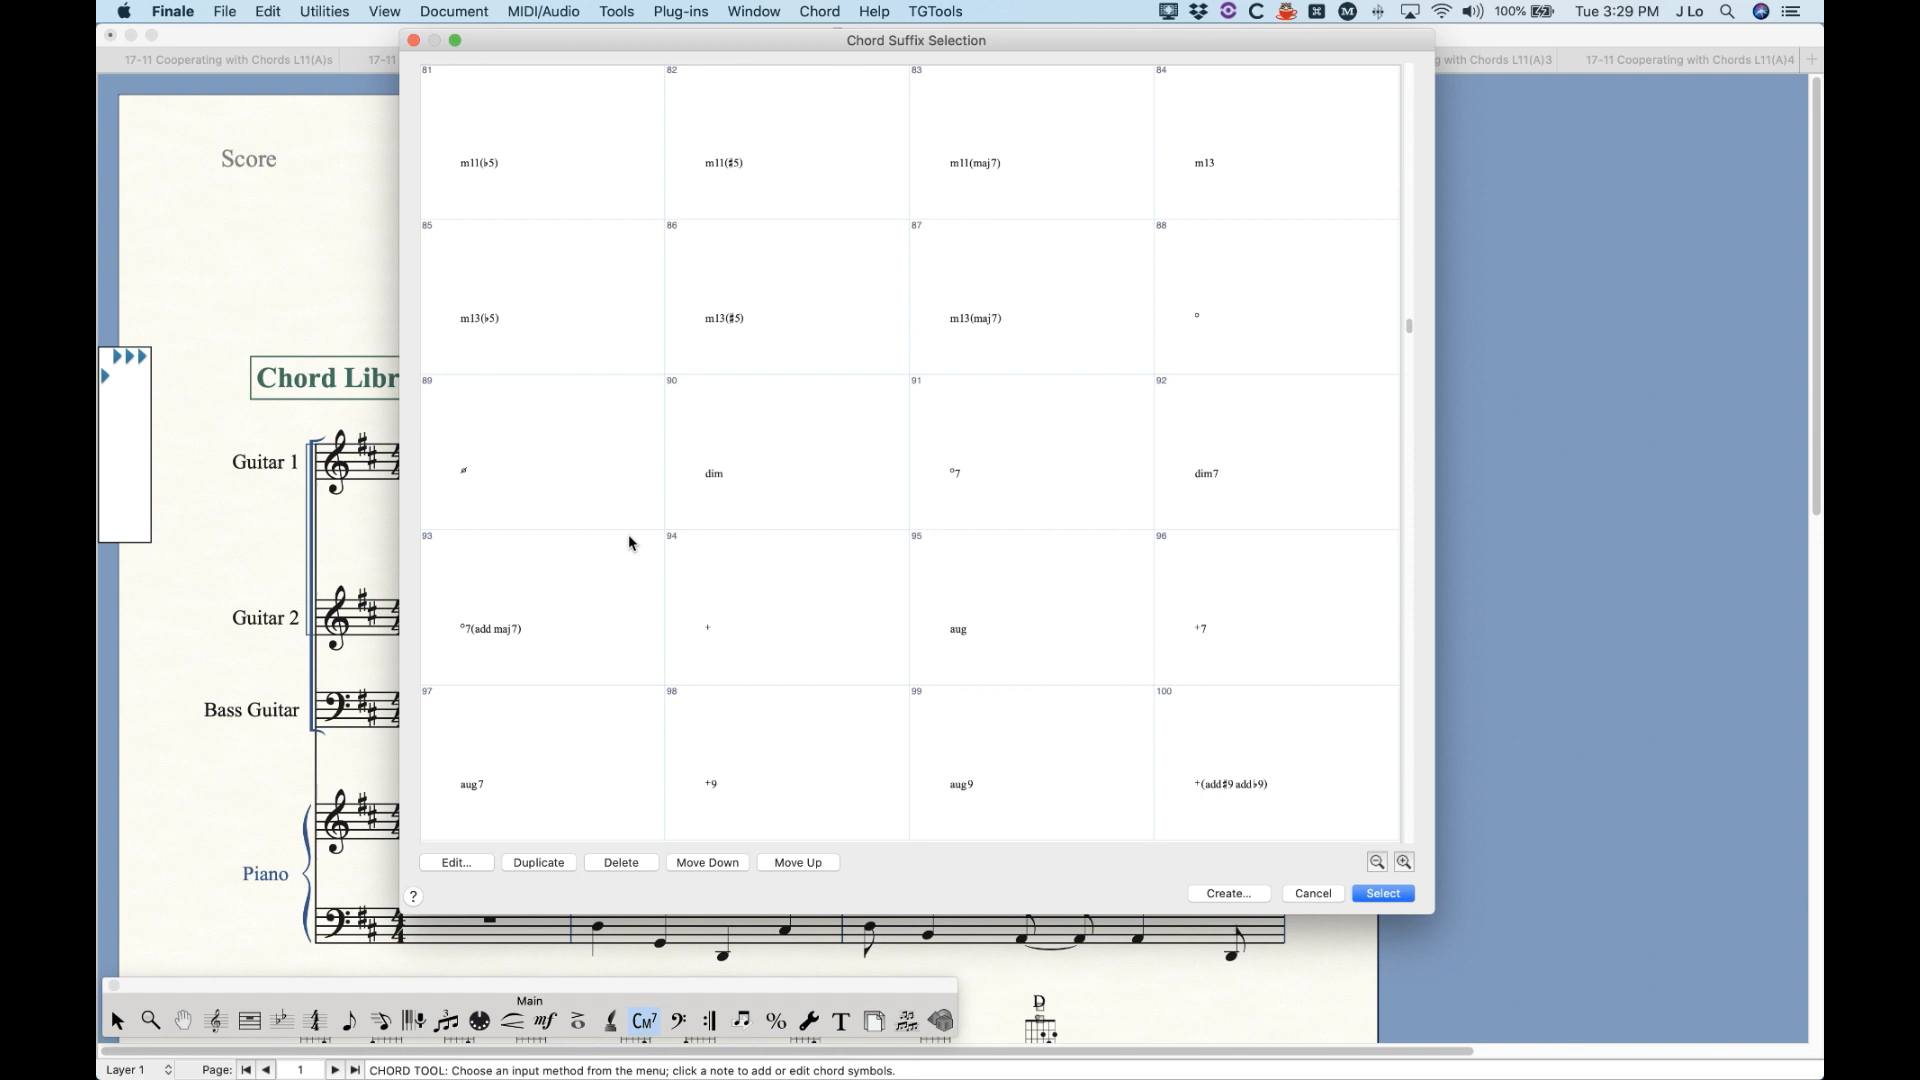 Finale File Edit Utilities View Document MIDI/Audio Tools Plug-ins Window Chord Help TGTools 100% Tue 3:29 PM J Lo
Chord Suffix Selection
17-11 Cooperating with Chords L11(A)s
17-11
g with Chords L11(A)3
17-11 Cooperating with Chords L11(A)4
Score
Chord Libr
Guitar 1
Guitar 2
Bass Guitar
Piano
81 82 83 84
m11(♭5) m11(♯5) m11(maj7) m13
85 86 87 88
m13(♭5) m13(♯5) m13(maj7) °
89 90 91 92
ø dim °7 dim7
93 94 95 96
°7(add maj7) + aug +7
97 98 99 100
aug7 +9 aug9 +(add♯9 add♭9)
Edit... Duplicate Delete Move Down Move Up
? Create... Cancel Select
Main
CM7
D
Layer 1 Page: 1 CHORD TOOL: Choose an input method from the menu; click a note to add or edit chord symbols.